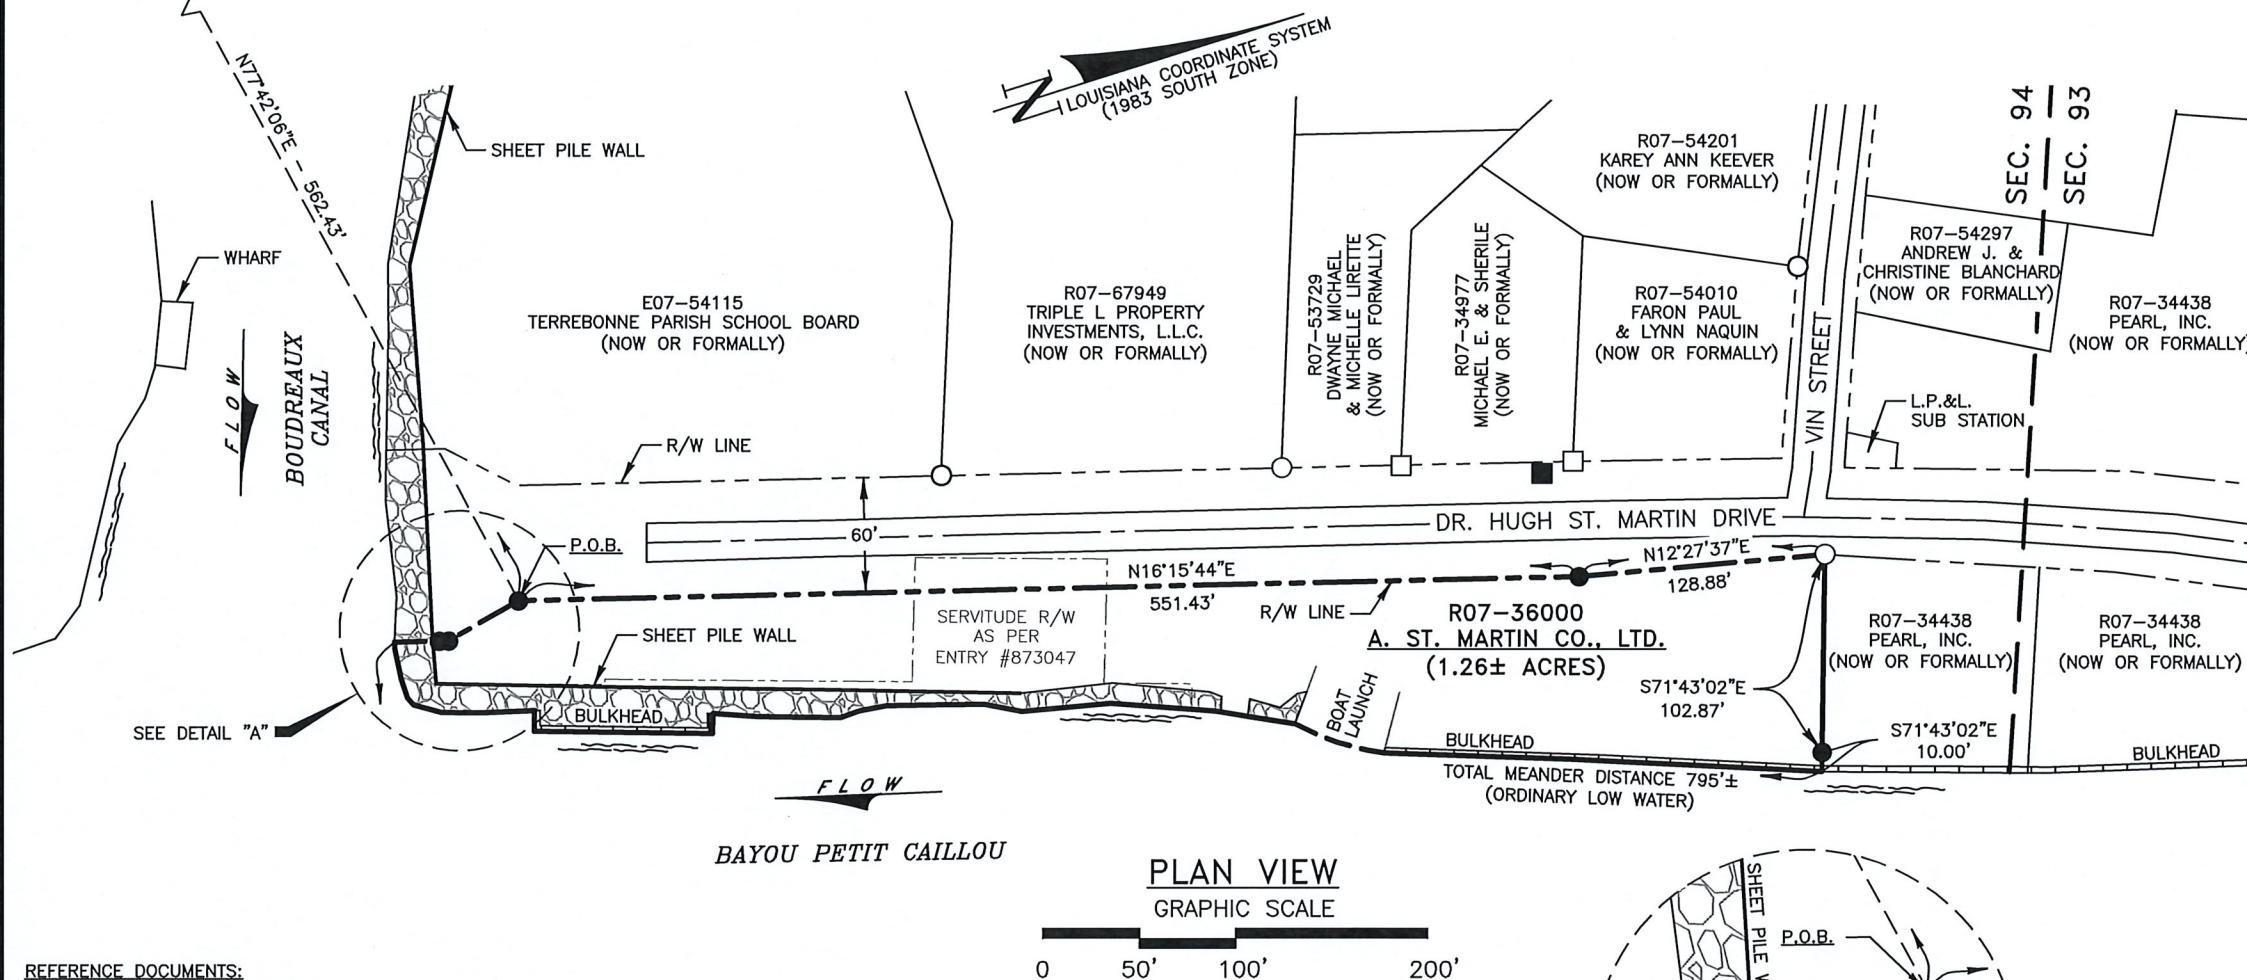 N77°42'06"E - 562.43'
SHEET PILE WALL
WHARF
FLOW
BOUDREAUX
CANAL
N
LOUISIANA COORDINATE SYSTEM
(1983 SOUTH ZONE)
E07-54115
TERREBONNE PARISH SCHOOL BOARD
(NOW OR FORMALLY)
R07-67949
TRIPLE L PROPERTY
INVESTMENTS, L.L.C.
(NOW OR FORMALLY)
R07-53729
DWAYNE MICHAEL
& MICHELLE LIRETTE
(NOW OR FORMALLY)
R07-34977
MICHAEL E. & SHERILE
(NOW OR FORMALLY)
R07-54201
KAREY ANN KEEVER
(NOW OR FORMALLY)
R07-54010
FARON PAUL
& LYNN NAQUIN
(NOW OR FORMALLY)
VIN STREET
SEC. 94
SEC. 93
R07-54297
ANDREW J. &
CHRISTINE BLANCHARD
(NOW OR FORMALLY)
R07-34438
PEARL, INC.
(NOW OR FORMALLY)
L.P.&L.
SUB STATION
R/W LINE
60'
DR. HUGH ST. MARTIN DRIVE
P.O.B.
N16°15'44"E
551.43'
N12°27'37"E
128.88'
R/W LINE
SHEET PILE WALL
SERVITUDE R/W
AS PER
ENTRY #873047
R07-36000
A. ST. MARTIN CO., LTD.
(1.26± ACRES)
R07-34438
PEARL, INC.
(NOW OR FORMALLY)
R07-34438
PEARL, INC.
(NOW OR FORMALLY)
S71°43'02"E
102.87'
S71°43'02"E
10.00'
SEE DETAIL "A"
BULKHEAD
BOAT
LAUNCH
BULKHEAD
BULKHEAD
TOTAL MEANDER DISTANCE 795'±
(ORDINARY LOW WATER)
FLOW
BAYOU PETIT CAILLOU
PLAN VIEW
GRAPHIC SCALE
0 50' 100' 200'
SHEET PILE
P.O.B.
REFERENCE DOCUMENTS: